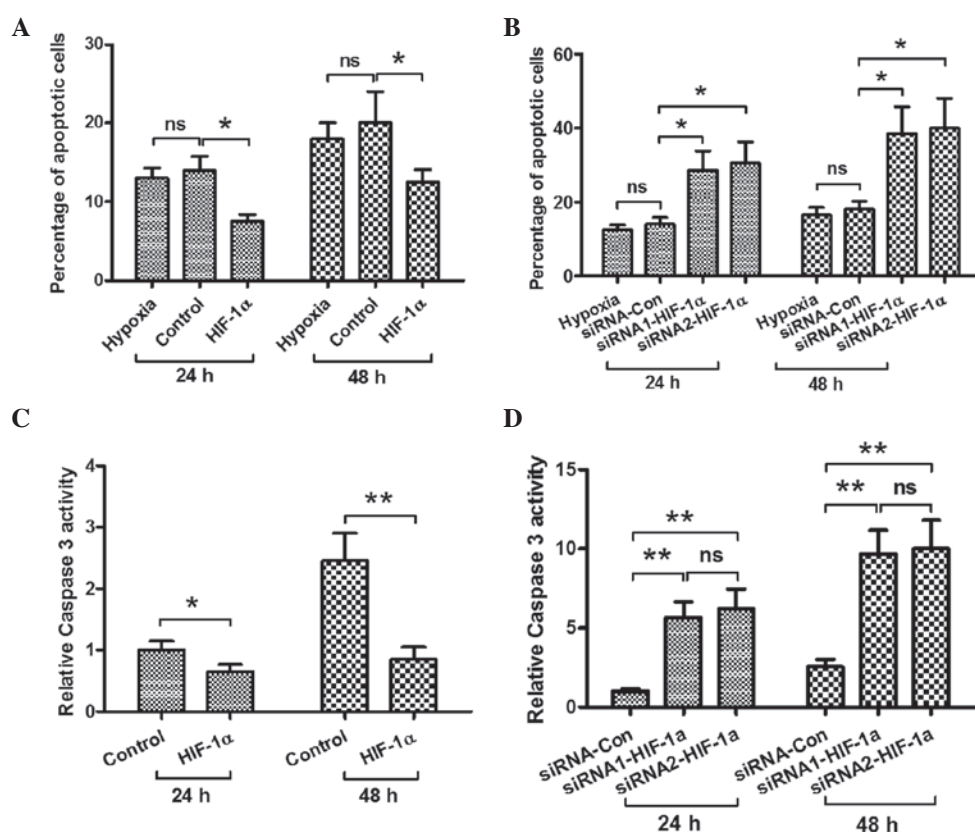 A
Percentage of apoptotic cells
30
20
10
0
ns
*
ns
*
Hypoxia
Control
HIF-1α
Hypoxia
Control
HIF-1α
24 h
48 h
B
Percentage of apoptotic cells
60
40
20
0
ns
*
*
ns
*
*
Hypoxia
siRNA-Con
siRNA1-HIF-1α
siRNA2-HIF-1α
Hypoxia
siRNA-Con
siRNA1-HIF-1α
siRNA2-HIF-1α
24 h
48 h
C
Relative Caspase 3 activity
4
3
2
1
0
*
**
Control
HIF-1α
Control
HIF-1α
24 h
48 h
D
Relative Caspase 3 activity
15
10
5
0
**
**
ns
**
**
ns
siRNA-Con
siRNA1-HIF-1a
siRNA2-HIF-1a
siRNA-Con
siRNA1-HIF-1a
siRNA2-HIF-1a
24 h
48 h